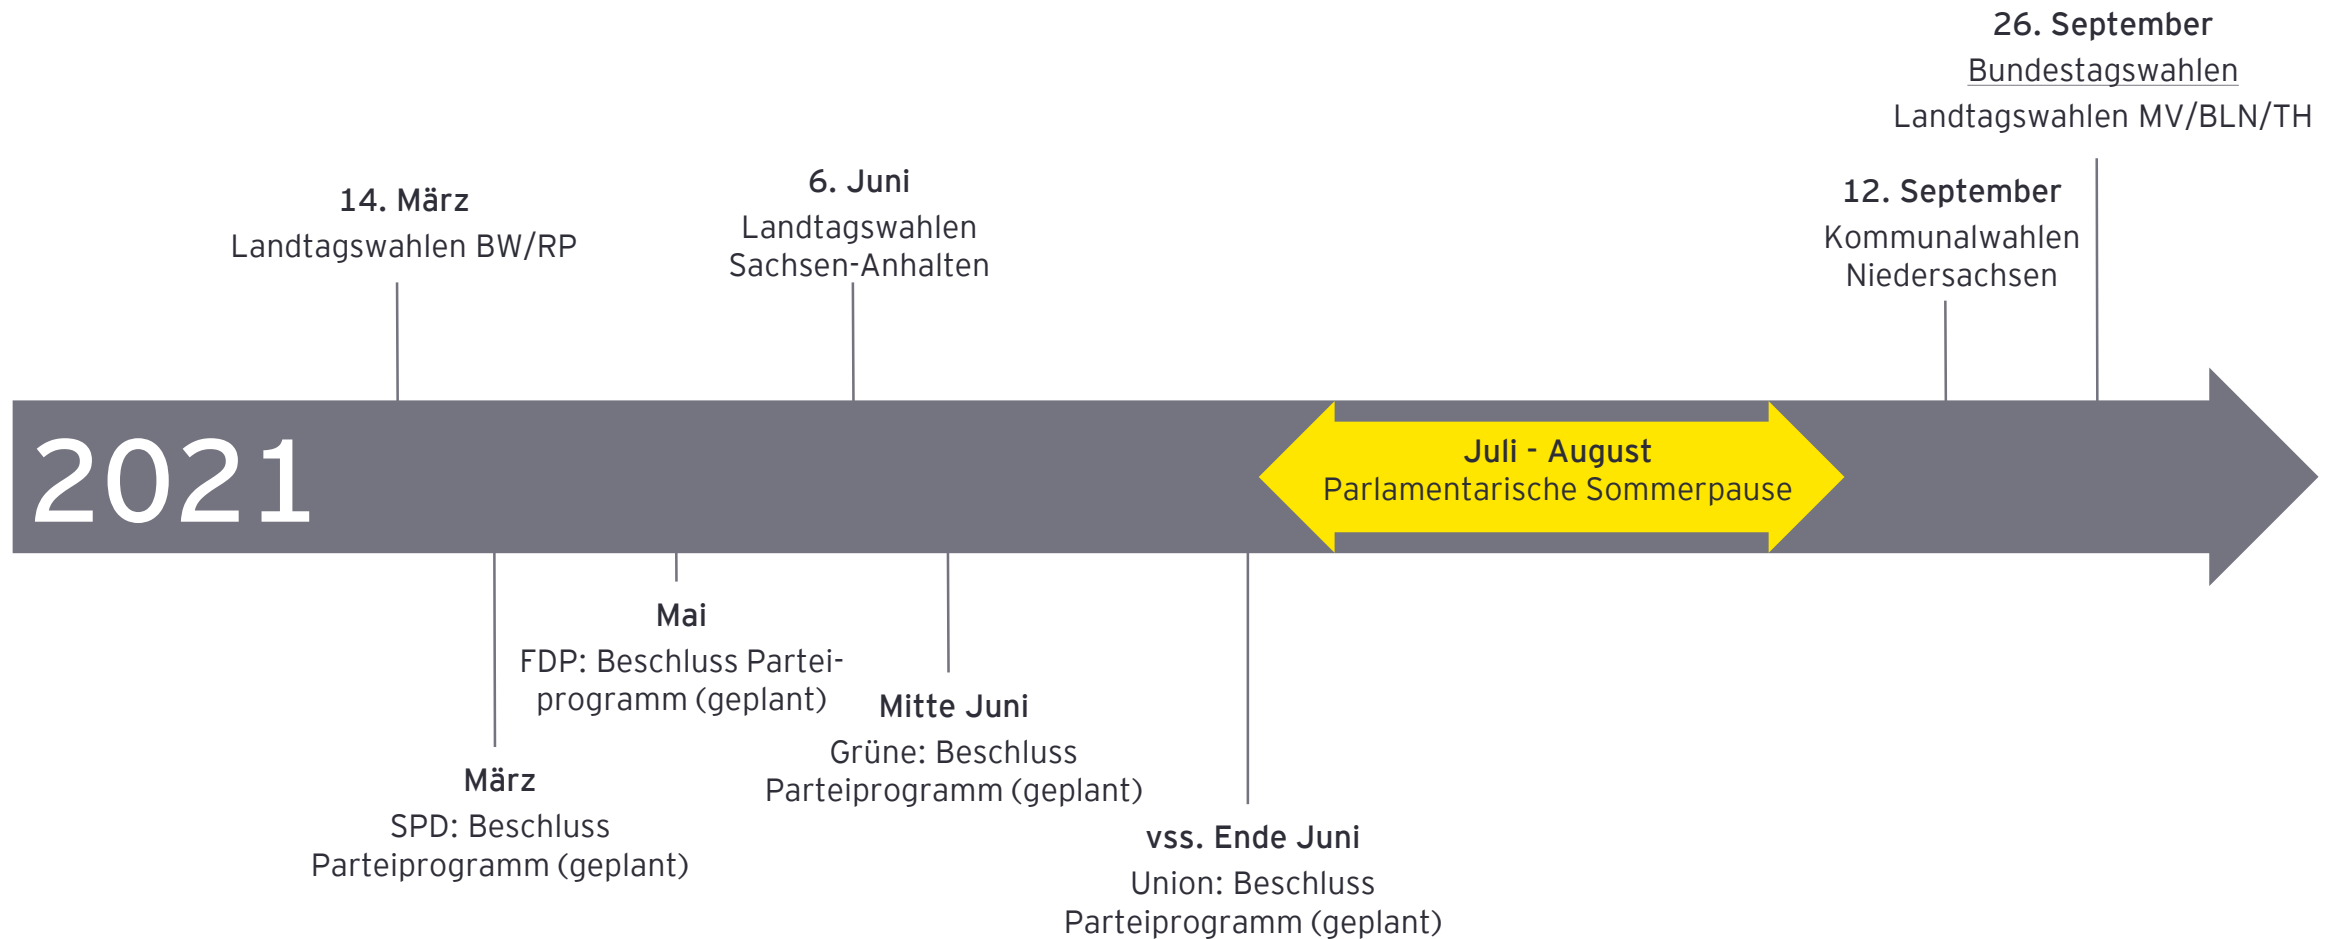 26. September
Bundestagswahlen
Landtagswahlen MV/BLN/TH
14. März
Landtagswahlen BW/RP
6. Juni
Landtagswahlen
Sachsen-Anhalten
12. September
Kommunalwahlen
Niedersachsen
2021
Juli - August
Parlamentarische Sommerpause
März
SPD: Beschluss
Parteiprogramm (geplant)
Mai
FDP: Beschluss Partei-
programm (geplant)
Mitte Juni
Grüne: Beschluss
Parteiprogramm (geplant)
vss. Ende Juni
Union: Beschluss
Parteiprogramm (geplant)